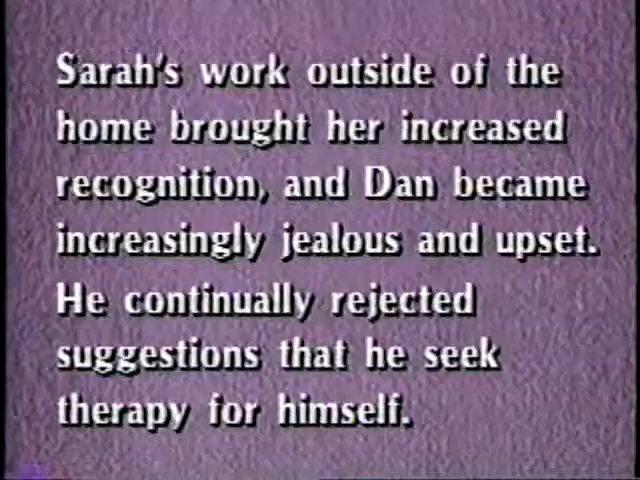 Sarah's work outside of the
home brought her increased
recognition, and Dan became
increasingly jealous and upset.
He continually rejected
suggestions that he seek
therapy for himself.